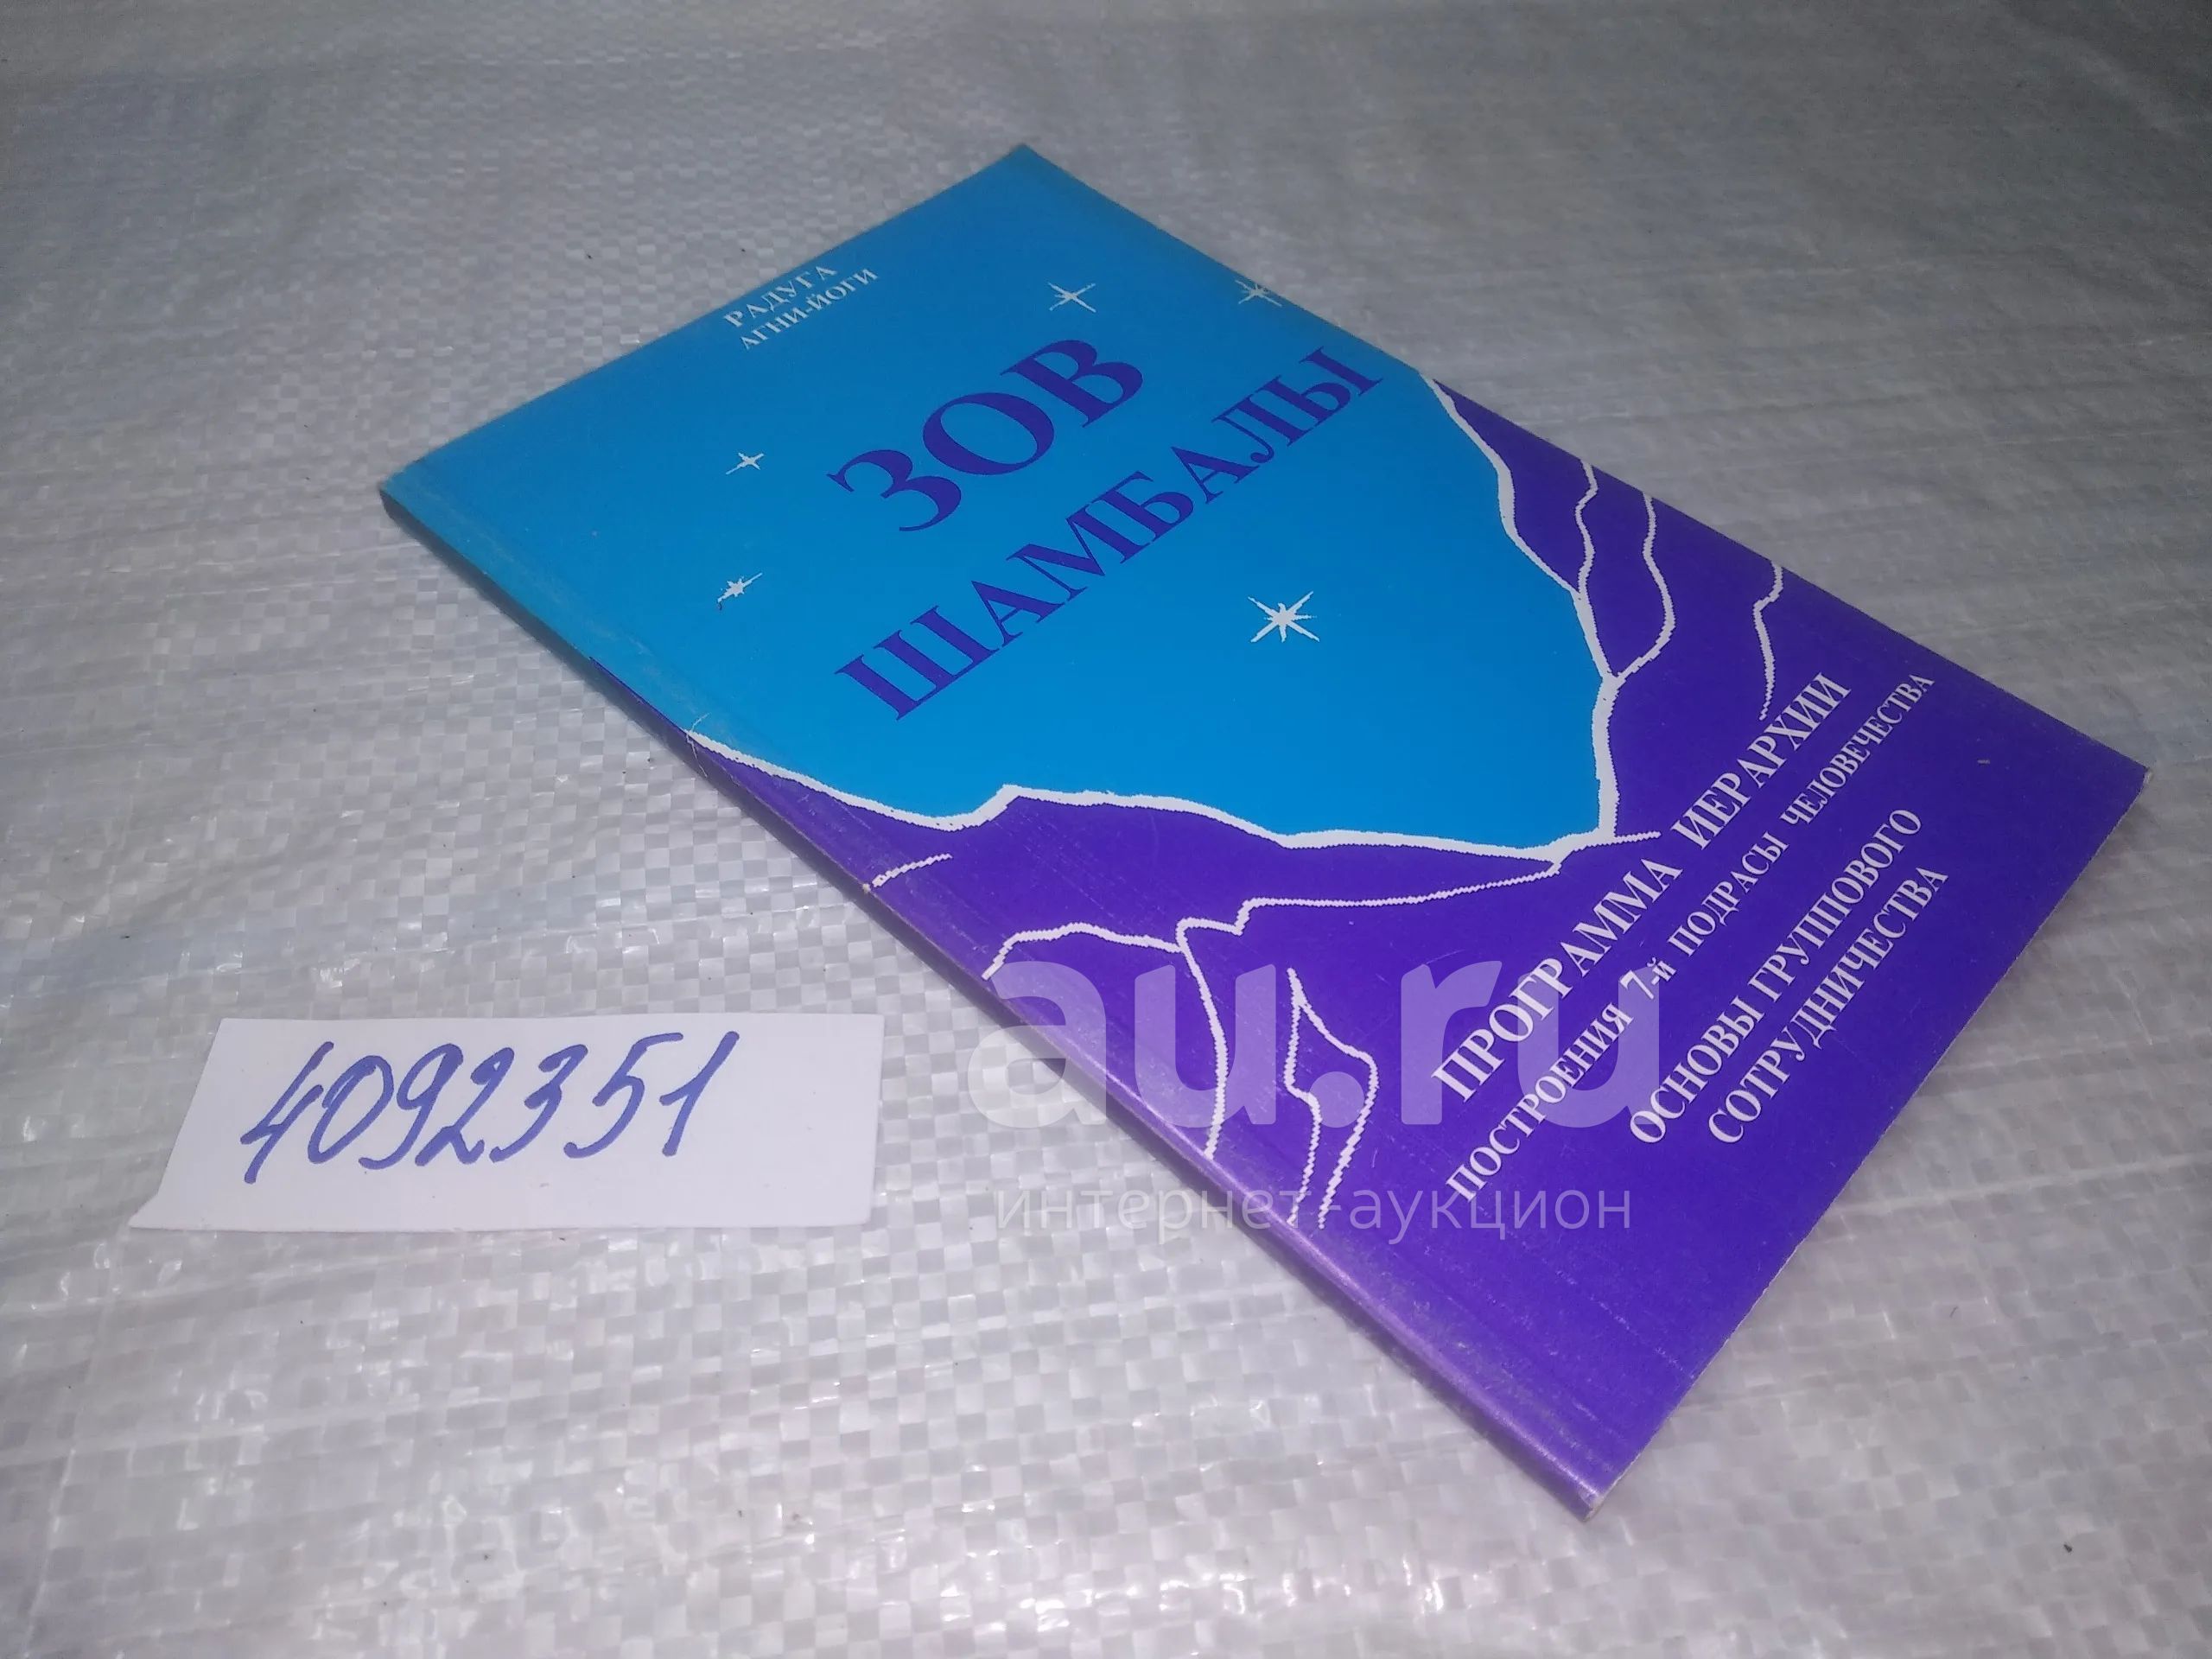 РАДУГА
АГНИ-ЙОГИ
ЗОВ
ШАМБАЛЫ
ПРОГРАММА ИЕРАРХИИ
ПОСТРОЕНИЯ 7-й ПОДРАСЫ ЧЕЛОВЕЧЕСТВА
ОСНОВЫ ГРУППОВОГО
СОТРУДНИЧЕСТВА
4092351
au.ru
интернет-аукцион